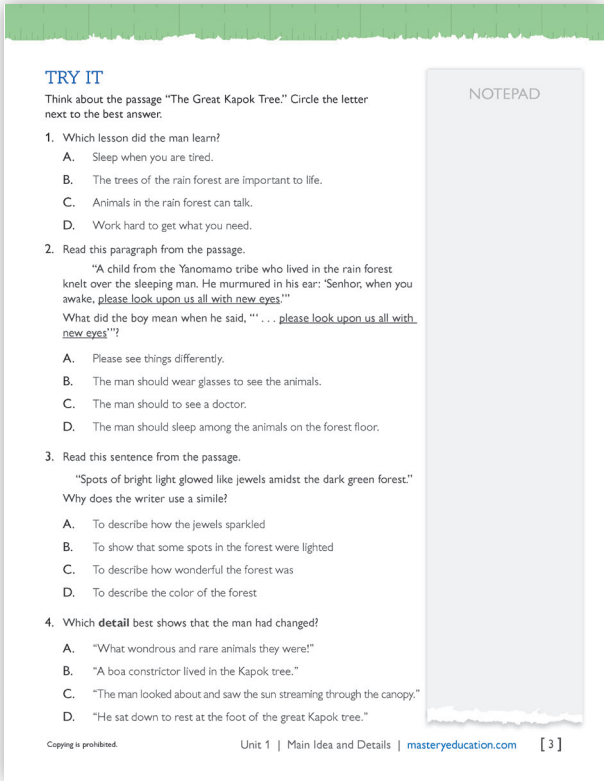 TRY IT
Think about the passage “The Great Kapok Tree.” Circle the letter
next to the best answer.
NOTEPAD
1. Which lesson did the man learn?
A. Sleep when you are tired.
B. The trees of the rain forest are important to life.
C. Animals in the rain forest can talk.
D. Work hard to get what you need.
2. Read this paragraph from the passage.
“A child from the Yanomamo tribe who lived in the rain forest
knelt over the sleeping man. He murmured in his ear: ‘Senhor, when you
awake, please look upon us all with new eyes.’”
What did the boy mean when he said, “‘ . . . please look upon us all with
new eyes’”?
A. Please see things differently.
B. The man should wear glasses to see the animals.
C. The man should to see a doctor.
D. The man should sleep among the animals on the forest floor.
3. Read this sentence from the passage.
“Spots of bright light glowed like jewels amidst the dark green forest.”
Why does the writer use a simile?
A. To describe how the jewels sparkled
B. To show that some spots in the forest were lighted
C. To describe how wonderful the forest was
D. To describe the color of the forest
4. Which detail best shows that the man had changed?
A. “What wondrous and rare animals they were!”
B. “A boa constrictor lived in the Kapok tree.”
C. “The man looked about and saw the sun streaming through the canopy.”
D. “He sat down to rest at the foot of the great Kapok tree.”
Copying is prohibited.
Unit 1 | Main Idea and Details | masteryeducation.com [ 3 ]